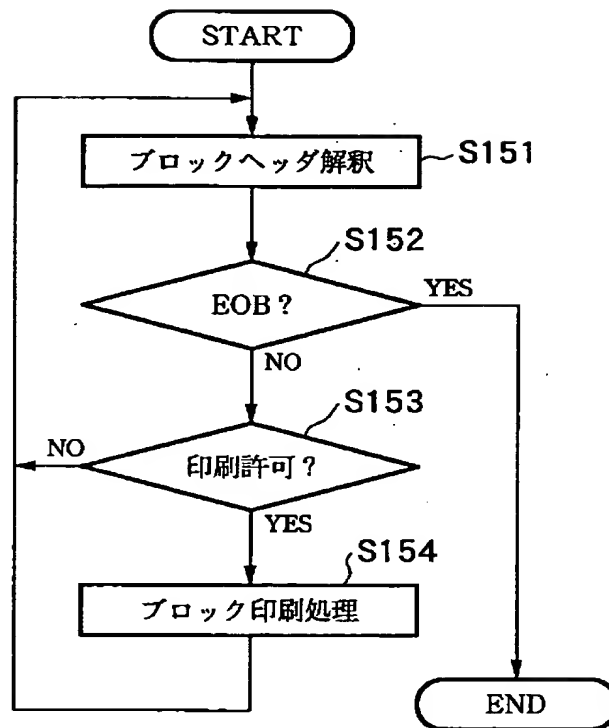 START
ブロックヘッダ解釈
S151
S152
EOB？
YES
NO
S153
NO
印刷許可？
YES
S154
ブロック印刷処理
END